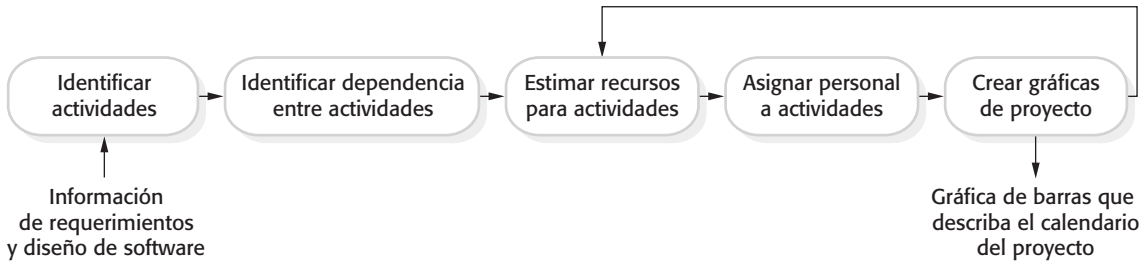 Identificar
actividades
Identificar dependencia
entre actividades
Estimar recursos
para actividades
Asignar personal
a actividades
Crear gráficas
de proyecto
Información
de requerimientos
y diseño de software
Gráfica de barras que
describa el calendario
del proyecto